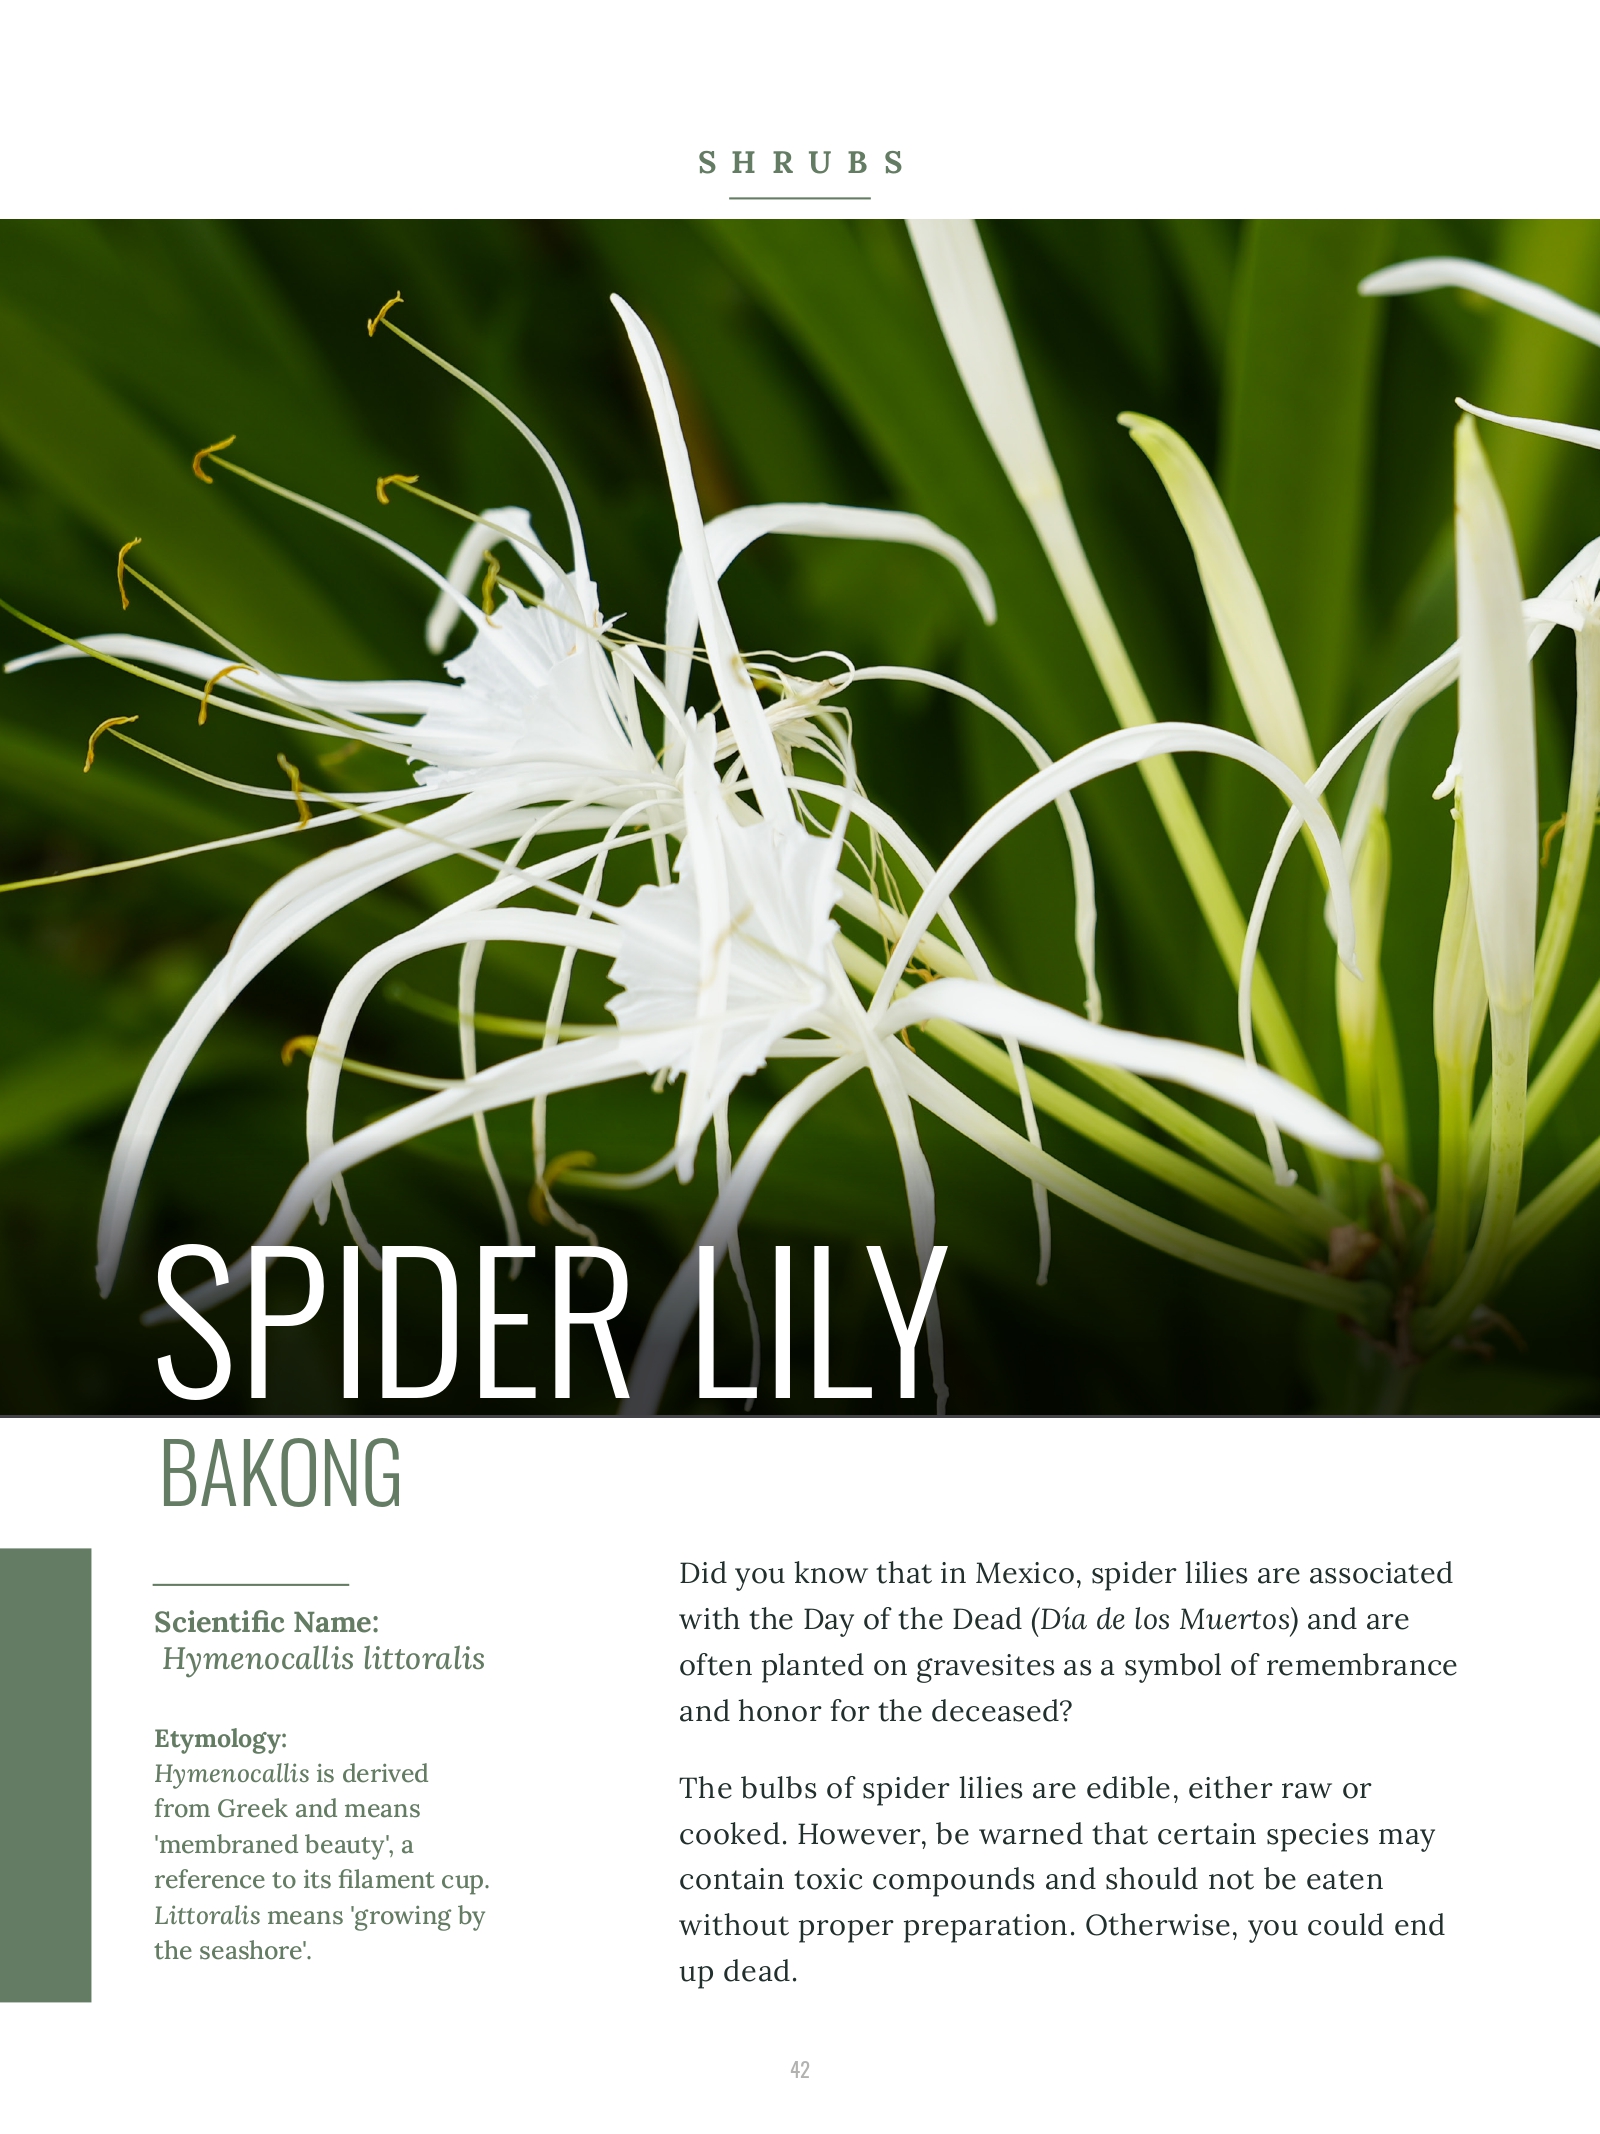 SHRUBS
SPIDER LILY
BAKONG
Scientific Name:
Hymenocallis littoralis
Etymology:
Hymenocallis is derived
from Greek and means
'membraned beauty', a
reference to its filament cup.
Littoralis means 'growing by
the seashore'.
Did you know that in Mexico, spider lilies are associated
with the Day of the Dead (Día de los Muertos) and are
often planted on gravesites as a symbol of remembrance
and honor for the deceased?
The bulbs of spider lilies are edible, either raw or
cooked. However, be warned that certain species may
contain toxic compounds and should not be eaten
without proper preparation. Otherwise, you could end
up dead.
42